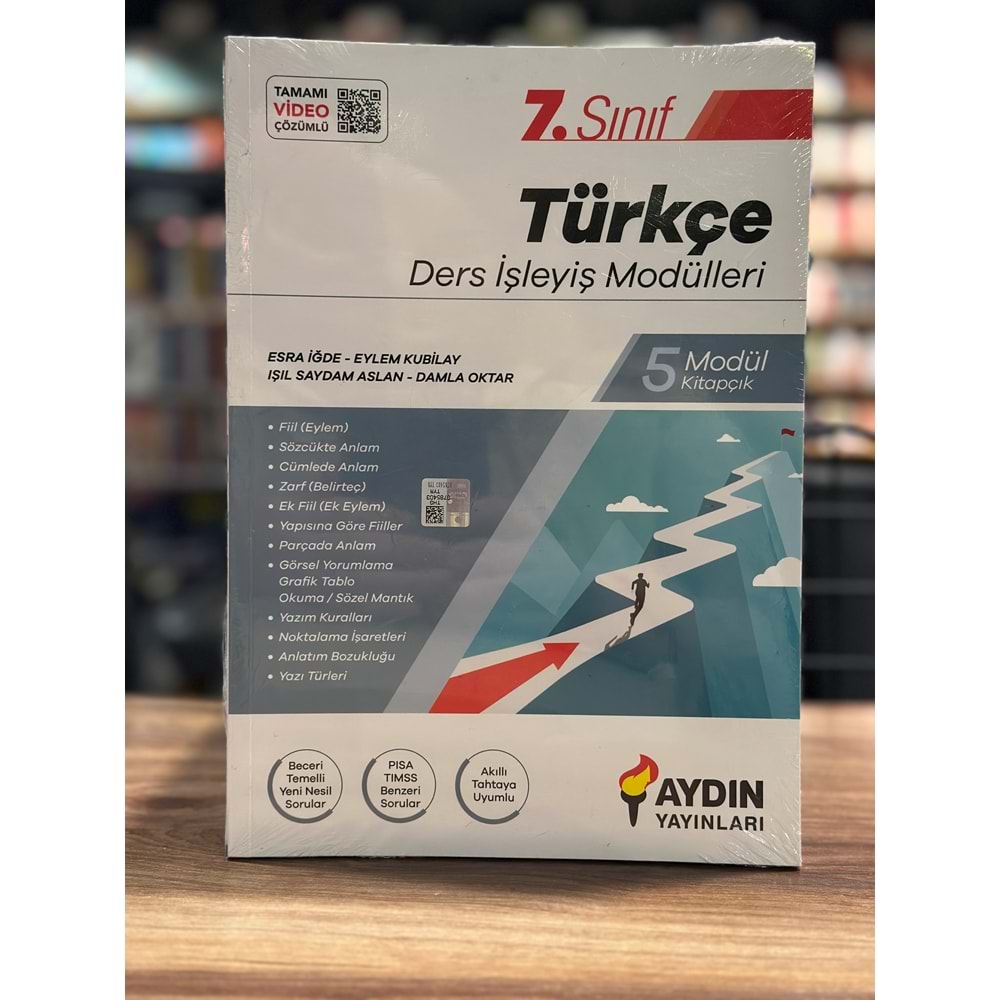 TAMAMI
VİDEO
ÇÖZÜMLÜ
7. Sınıf
Türkçe
Ders İşleyiş Modülleri
ESRA İĞDE - EYLEM KUBİLAY
IŞIL SAYDAM ASLAN - DAMLA OKTAR
5 Modül
Kitapçık
• Fiil (Eylem)
• Sözcükte Anlam
• Cümlede Anlam
• Zarf (Belirteç)
• Ek Fiil (Ek Eylem)
• Yapısına Göre Fiiller
• Parçada Anlam
• Görsel Yorumlama
Grafik Tablo
Okuma / Sözel Mantık
• Yazım Kuralları
• Noktalama İşaretleri
• Anlatım Bozukluğu
• Yazı Türleri
Beceri
Temelli
Yeni Nesil
Sorular
PISA
TIMSS
Benzeri
Sorular
Akıllı
Tahtaya
Uyumlu
AYDIN
YAYINLARI